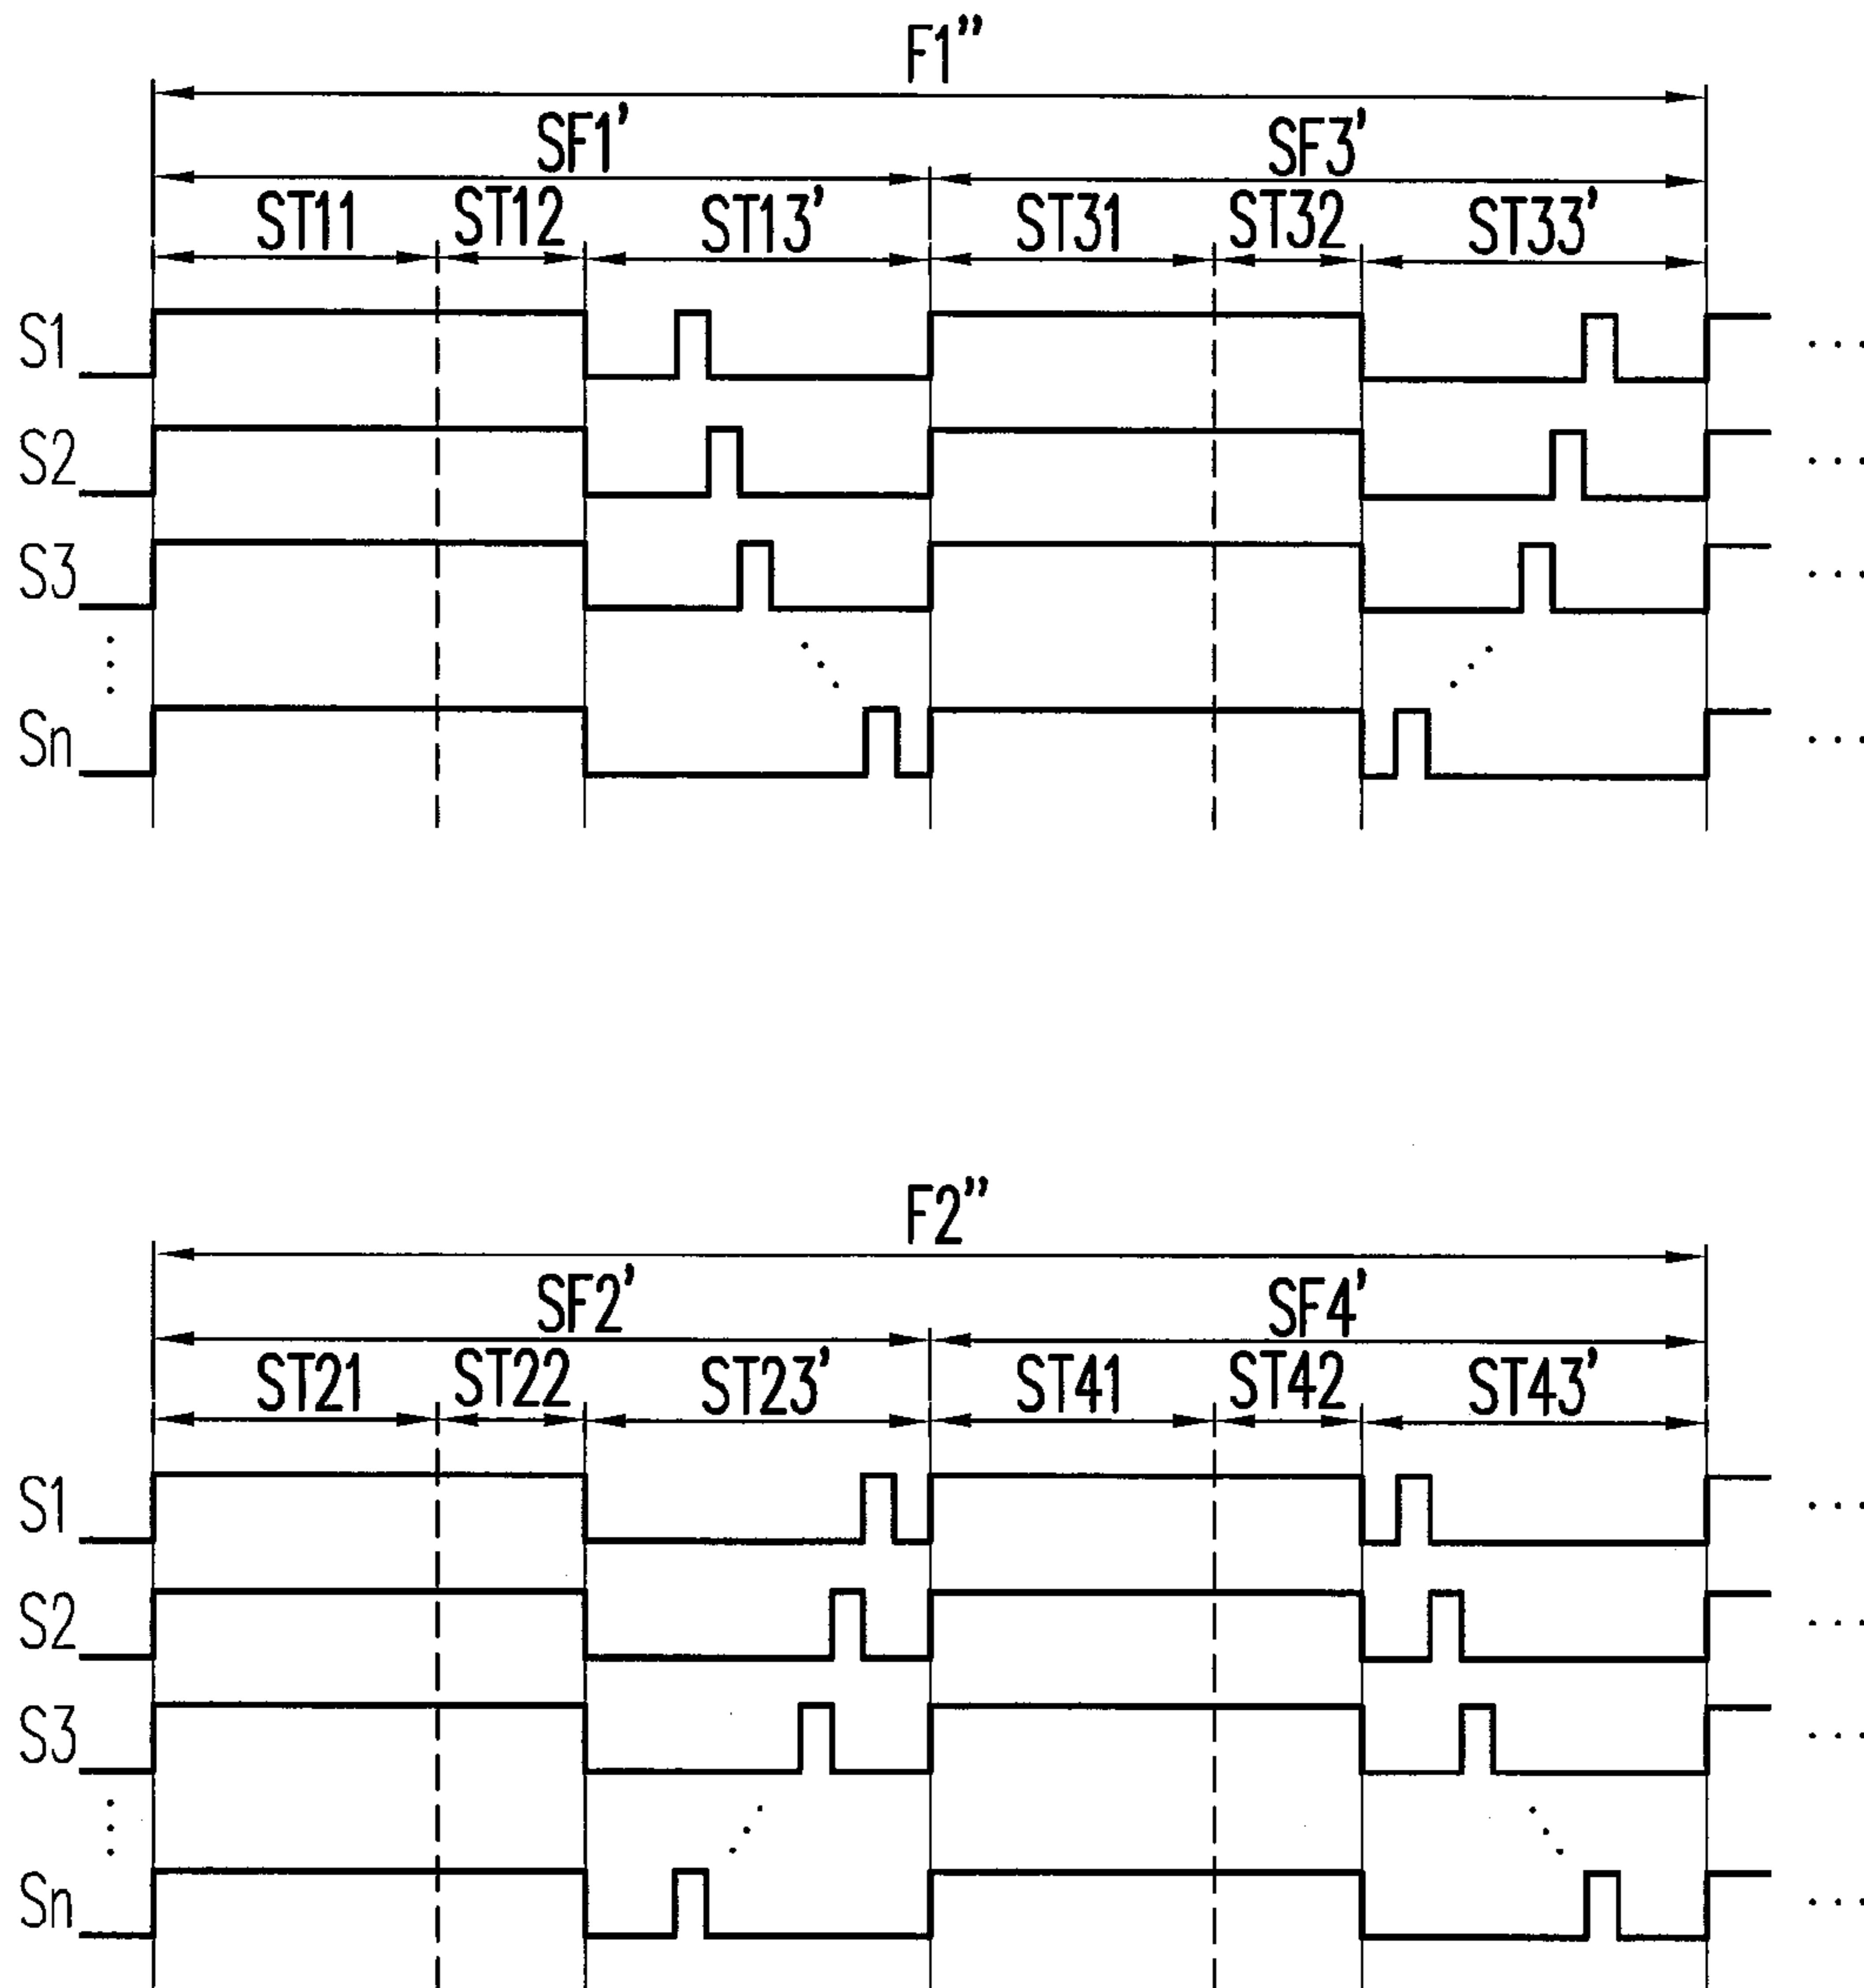 F1”
SF1’ SF3’
ST11 ST12 ST13’ ST31 ST32 ST33’
S1
S2
S3
Sn
F2”
SF2’ SF4’
ST21 ST22 ST23’ ST41 ST42 ST43’
S1
S2
S3
Sn